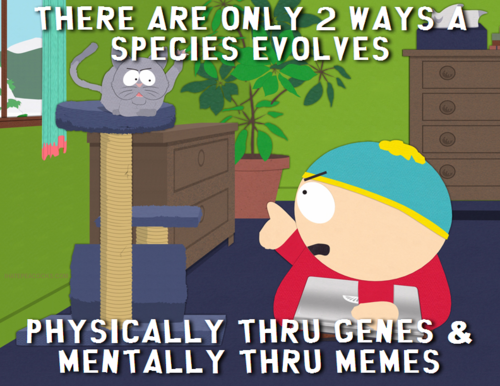 THERE ARE ONLY 2 WAYS A
SPECIES EVOLVES
PHYSICALLY THRU GENES &
MENTALLY THRU MEMES